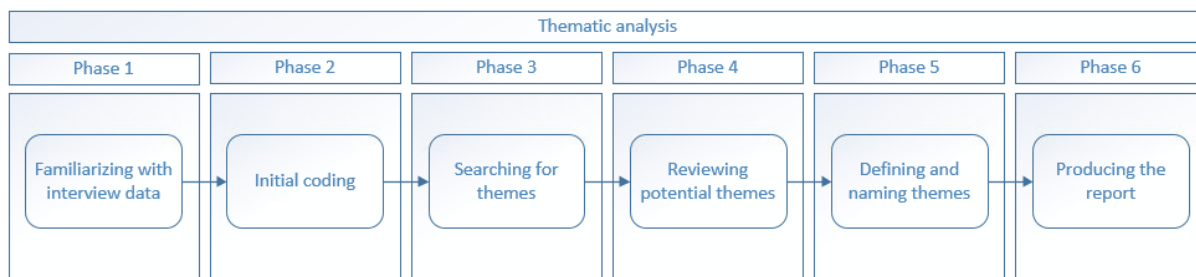 Thematic analysis
Phase 1
Phase 2
Phase 3
Phase 4
Phase 5
Phase 6
Familiarizing with
interview data
Initial coding
Searching for
themes
Reviewing
potential themes
Defining and
naming themes
Producing the
report